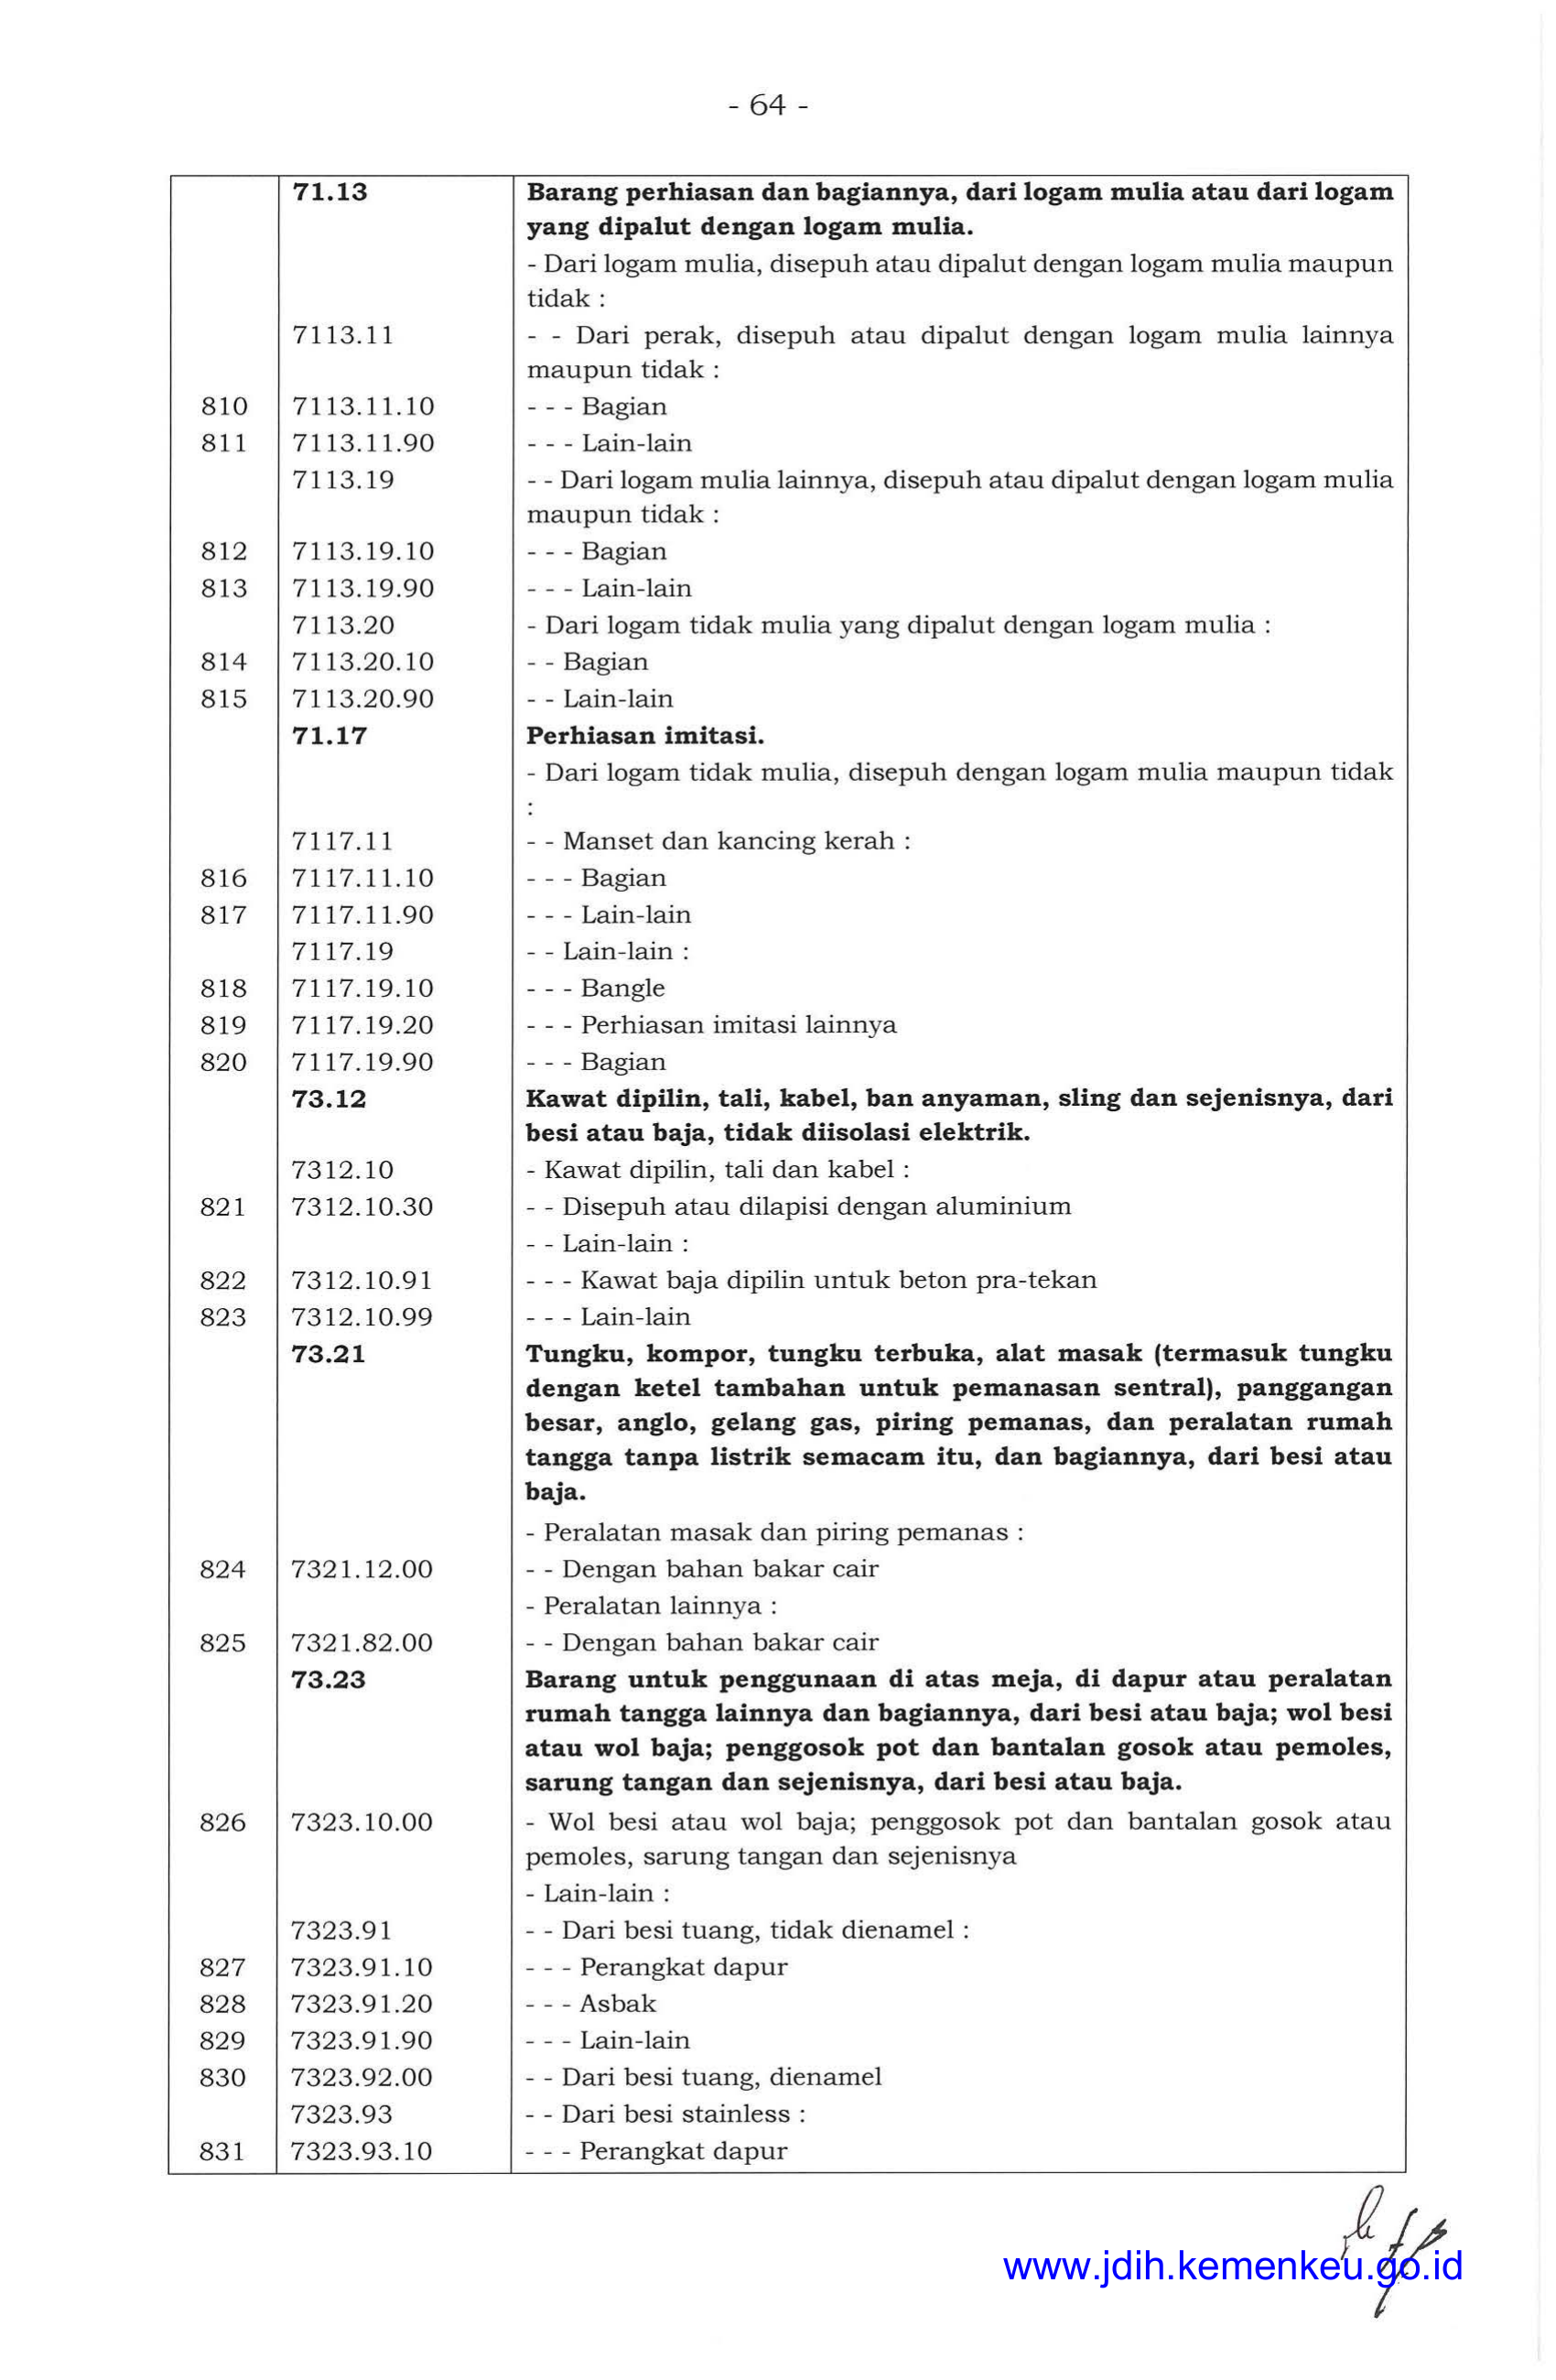 - 64 -
71.13 Barang perhiasan dan bagiannya, dari logam mulia atau dari logam
yang dipalut dengan logam mulia.
- Dari logam mulia, disepuh atau dipalut dengan logam mulia maupun
tidak :
7113.11 - - Dari perak, disepuh atau dipalut dengan logam mulia lainnya
maupun tidak :
810 7113.11.10 - - - Bagian
811 7113.11.90 - - - Lain-lain
7113.19 - - Dari logam mulia lainnya, disepuh atau dipalut dengan logam mulia
maupun tidak :
812 7113.19.10 - - - Bagian
813 7113.19.90 - - - Lain-lain
7113.20 - Dari logam tidak mulia yang dipalut dengan logam mulia :
814 7113.20.10 - - Bagian
815 7113.20.90 - - Lain-lain
71.17 Perhiasan imitasi.
- Dari logam tidak mulia, disepuh dengan logam mulia maupun tidak
:
7117.11 - - Manset dan kancing kerah :
816 7117.11.10 - - - Bagian
817 7117.11.90 - - - Lain-lain
7117.19 - - Lain-lain :
818 7117.19.10 - - - Bangle
819 7117.19.20 - - - Perhiasan imitasi lainnya
820 7117.19.90 - - - Bagian
73.12 Kawat dipilin, tali, kabel, ban anyaman, sling dan sejenisnya, dari
besi atau baja, tidak diisolasi elektrik.
7312.10 - Kawat dipilin, tali dan kabel :
821 7312.10.30 - - Disepuh atau dilapisi dengan aluminium
- - Lain-lain :
822 7312.10.91 - - - Kawat baja dipilin untuk beton pra-tekan
823 7312.10.99 - - - Lain-lain
73.21 Tungku, kompor, tungku terbuka, alat masak (termasuk tungku
dengan ketel tambahan untuk pemanasan sentral), panggangan
besar, anglo, gelang gas, piring pemanas, dan peralatan rumah
tangga tanpa listrik semacam itu, dan bagiannya, dari besi atau
baja.
- Peralatan masak dan piring pemanas :
824 7321.12.00 - - Dengan bahan bakar cair
- Peralatan lainnya :
825 7321.82.00 - - Dengan bahan bakar cair
73.23 Barang untuk penggunaan di atas meja, di dapur atau peralatan
rumah tangga lainnya dan bagiannya, dari besi atau baja; wol besi
atau wol baja; penggosok pot dan bantalan gosok atau pemoles,
sarung tangan dan sejenisnya, dari besi atau baja.
826 7323.10.00 - Wol besi atau wol baja; penggosok pot dan bantalan gosok atau
pemoles, sarung tangan dan sejenisnya
- Lain-lain :
7323.91 - - Dari besi tuang, tidak dienamel :
827 7323.91.10 - - - Perangkat dapur
828 7323.91.20 - - - Asbak
829 7323.91.90 - - - Lain-lain
830 7323.92.00 - - Dari besi tuang, dienamel
7323.93 - - Dari besi stainless :
831 7323.93.10 - - - Perangkat dapur
www.jdih.kemenkeu.go.id